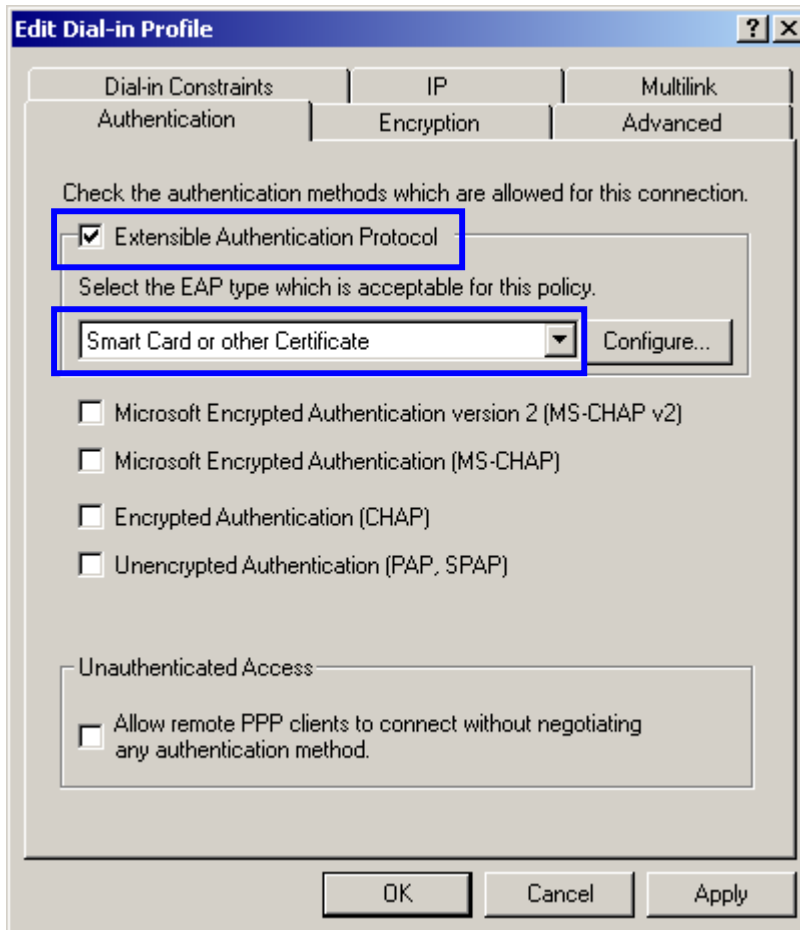 Edit Dial-in Profile
Dial-in Constraints
IP
Multilink
Authentication
Encryption
Advanced
Check the authentication methods which are allowed for this connection.
Extensible Authentication Protocol
Select the EAP type which is acceptable for this policy.
Smart Card or other Certificate
Configure...
Microsoft Encrypted Authentication version 2 (MS-CHAP v2)
Microsoft Encrypted Authentication (MS-CHAP)
Encrypted Authentication (CHAP)
Unencrypted Authentication (PAP, SPAP)
Unauthenticated Access
Allow remote PPP clients to connect without negotiating
any authentication method.
OK
Cancel
Apply